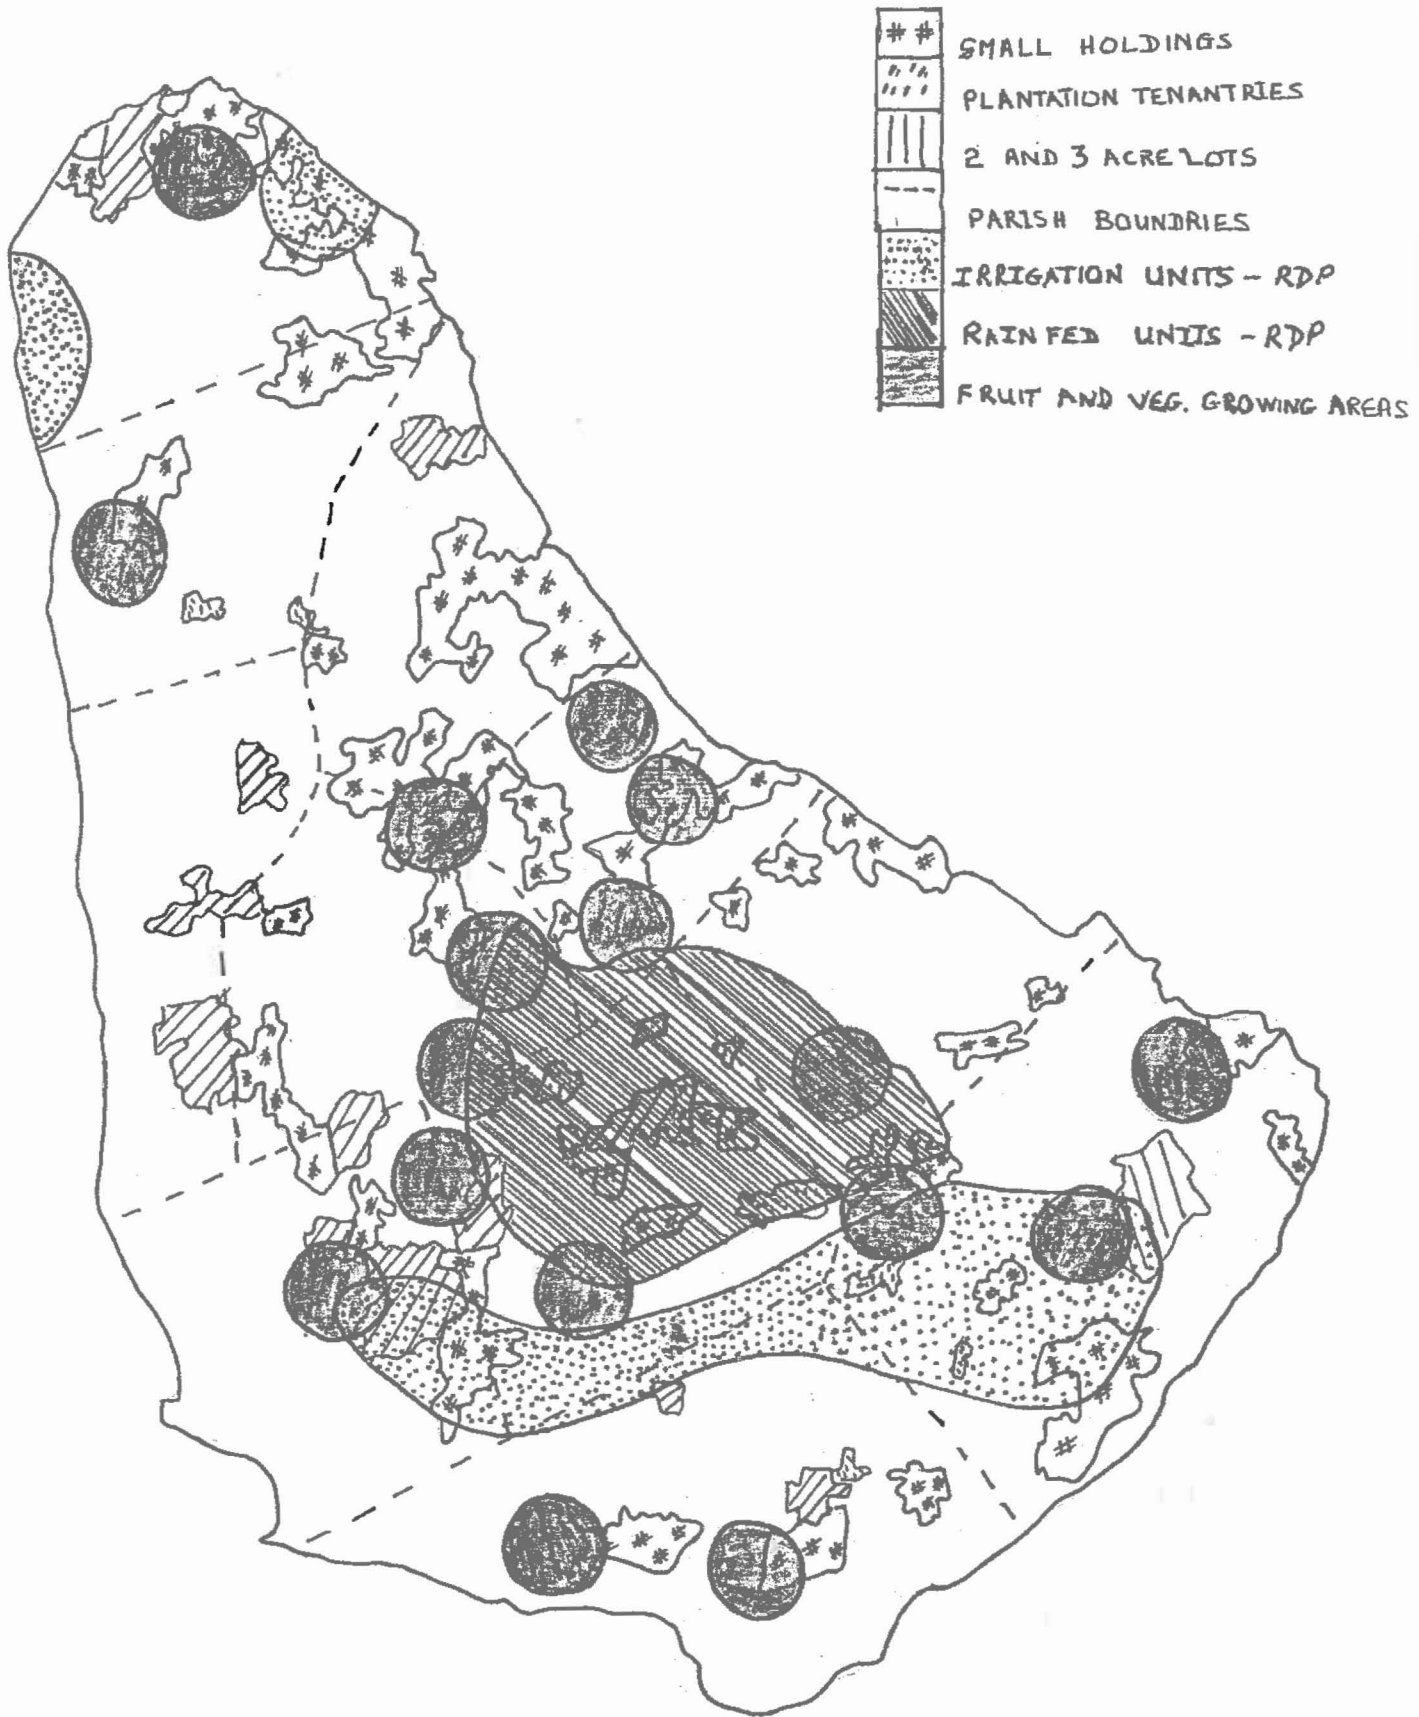 SMALL HOLDINGS
PLANTATION TENANTRIES
2 AND 3 ACRE LOTS
PARISH BOUNDRIES
IRRIGATION UNITS - RDP
RAINFED UNITS - RDP
FRUIT AND VEG. GROWING AREAS